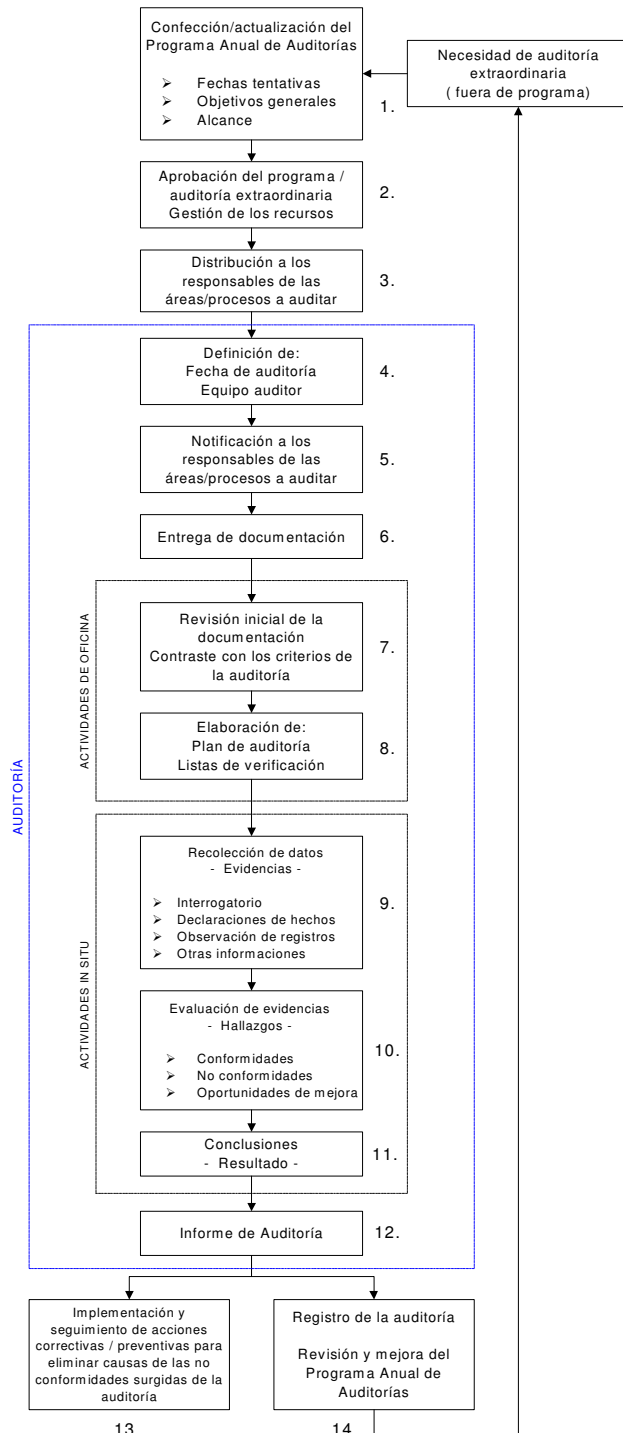 Confección/actualización del
Programa Anual de Auditorías
➢ Fechas tentativas
➢ Objetivos generales
➢ Alcance
1.
Necesidad de auditoría
extraordinaria
( fuera de programa)
Aprobación del programa /
auditoría extraordinaria
Gestión de los recursos
2.
Distribución a los
responsables de las
áreas/procesos a auditar
3.
AUDITORÍA
Definición de:
Fecha de auditoría
Equipo auditor
4.
Notificación a los
responsables de las
áreas/procesos a auditar
5.
Entrega de documentación
6.
ACTIVIDADES DE OFICINA
Revisión inicial de la
documentación
Contraste con los criterios de
la auditoría
7.
Elaboración de:
Plan de auditoría
Listas de verificación
8.
ACTIVIDADES IN SITU
Recolección de datos
- Evidencias -
➢ Interrogatorio
➢ Declaraciones de hechos
➢ Observación de registros
➢ Otras informaciones
9.
Evaluación de evidencias
- Hallazgos -
➢ Conformidades
➢ No conformidades
➢ Oportunidades de mejora
10.
Conclusiones
- Resultado -
11.
Informe de Auditoría
12.
Implementación y
seguimiento de acciones
correctivas / preventivas para
eliminar causas de las no
conformidades surgidas de la
auditoría
13
Registro de la auditoría
Revisión y mejora del
Programa Anual de
Auditorías
14